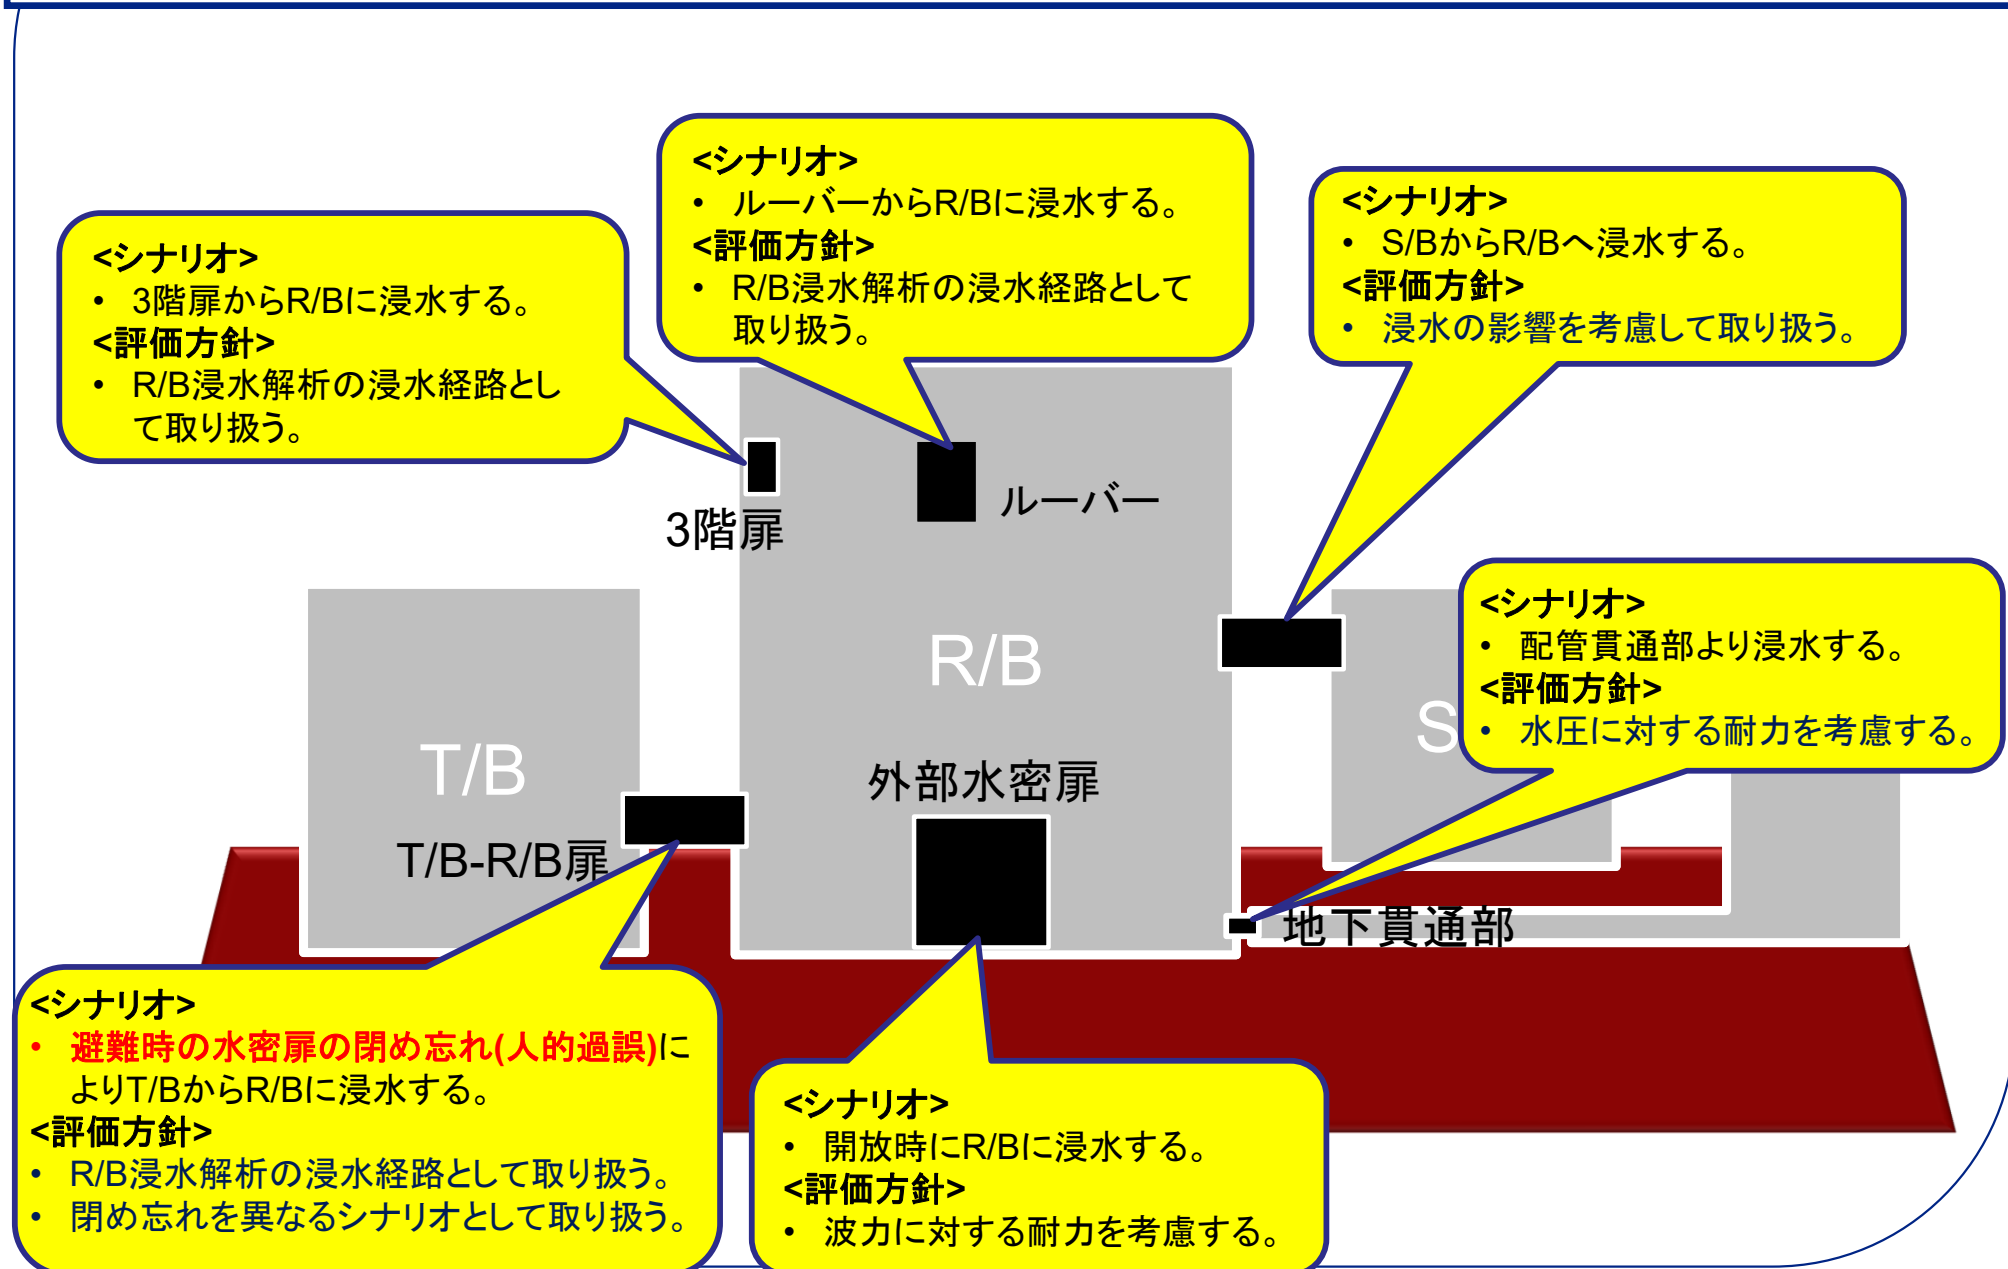 <シナリオ>
• ルーバーからR/Bに浸水する。
<評価方針>
• R/B浸水解析の浸水経路として
取り扱う。
<シナリオ>
• S/BからR/Bへ浸水する。
<評価方針>
• 浸水の影響を考慮して取り扱う。
<シナリオ>
• 3階扉からR/Bに浸水する。
<評価方針>
• R/B浸水解析の浸水経路とし
て取り扱う。
ルーバー
3階扉
<シナリオ>
• 配管貫通部より浸水する。
<評価方針>
• 水圧に対する耐力を考慮する。
R/B
S
T/B
外部水密扉
T/B-R/B扉
地下貫通部
<シナリオ>
• 避難時の水密扉の閉め忘れ(人的過誤)に
よりT/BからR/Bに浸水する。
<評価方針>
• R/B浸水解析の浸水経路として取り扱う。
• 閉め忘れを異なるシナリオとして取り扱う。
<シナリオ>
• 開放時にR/Bに浸水する。
<評価方針>
• 波力に対する耐力を考慮する。